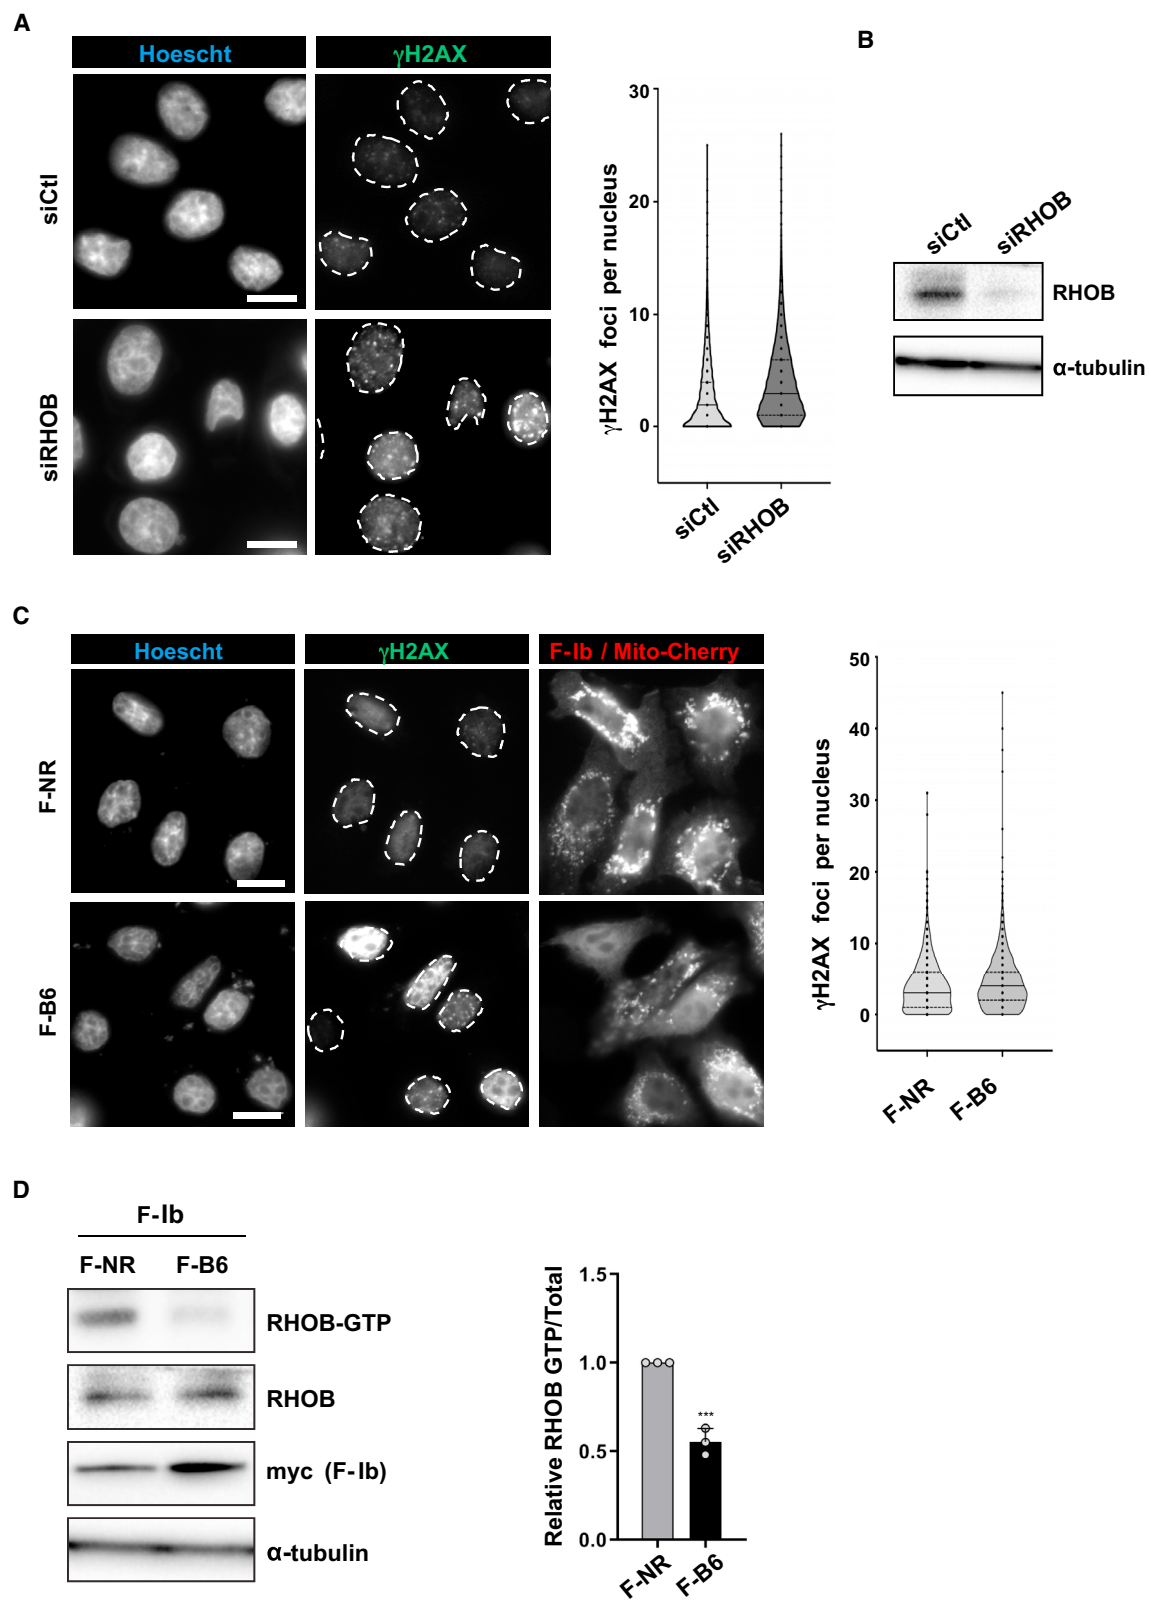 A
Hoescht
γH2AX
siCtl
siRHOB
γH2AX foci per nucleus
30
20
10
0
siCtl
siRHOB
B
siCtl
siRHOB
RHOB
α-tubulin
C
Hoescht
γH2AX
F-Ib / Mito-Cherry
F-NR
F-B6
γH2AX foci per nucleus
50
40
30
20
10
0
F-NR
F-B6
D
F-Ib
F-NR F-B6
RHOB-GTP
RHOB
myc (F-Ib)
α-tubulin
Relative RHOB GTP/Total
1.5
1.0
0.5
0.0
***
F-NR
F-B6